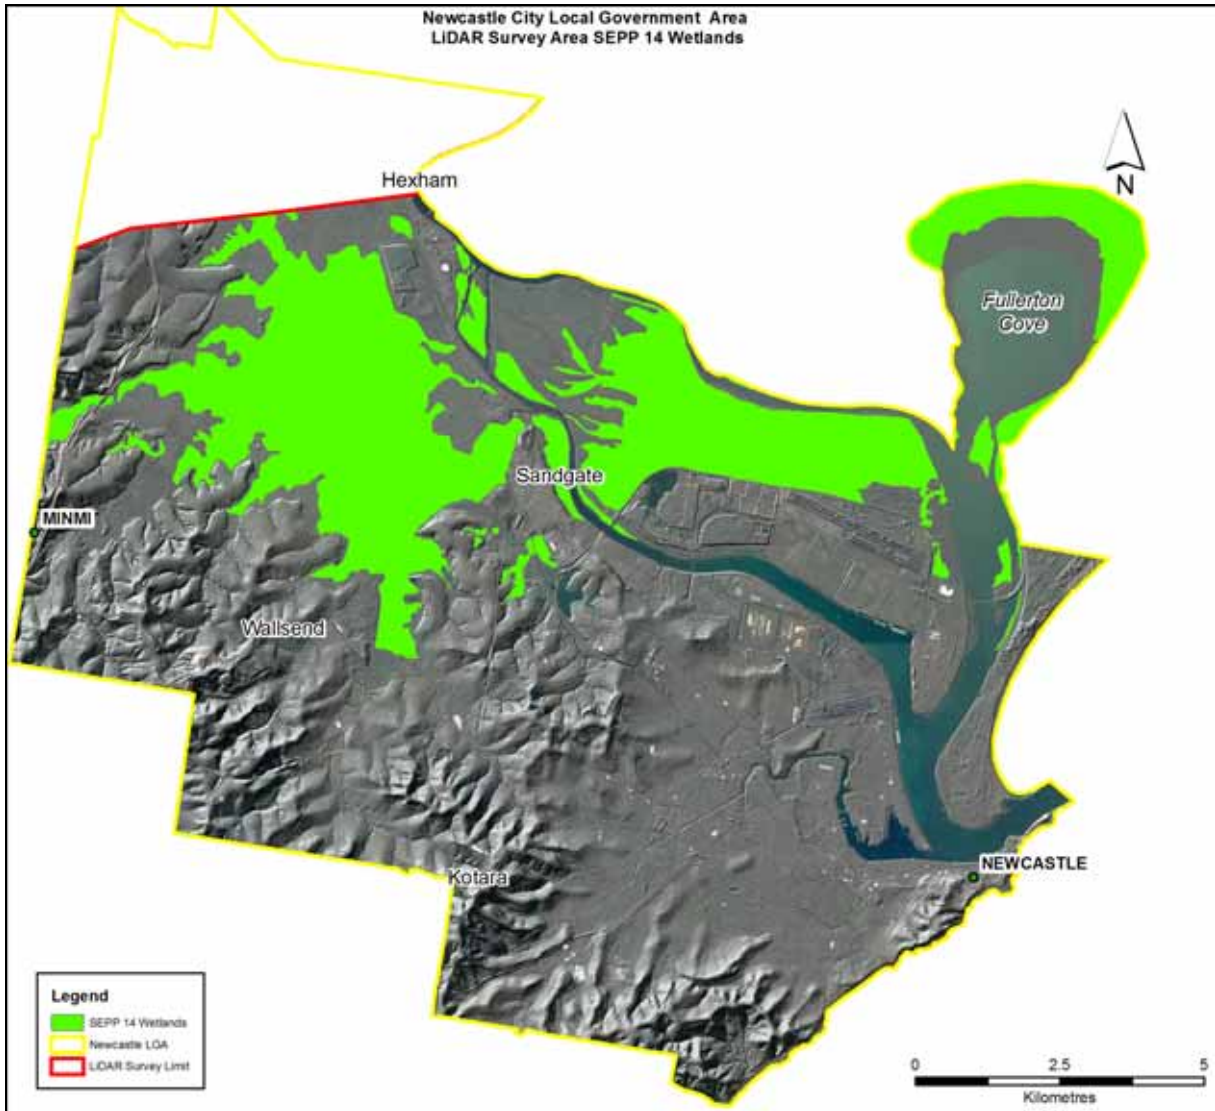 Newcastle City Local Government Area
LiDAR Survey Area SEPP 14 Wetlands
N
Hexham
Fullerton
Cove
Sandgate
MINMI
Wallsend
NEWCASTLE
Kotara
Legend
SEPP 14 Wetlands
Newcastle LGA
LiDAR Survey Limit
0 2.5 5
Kilometres